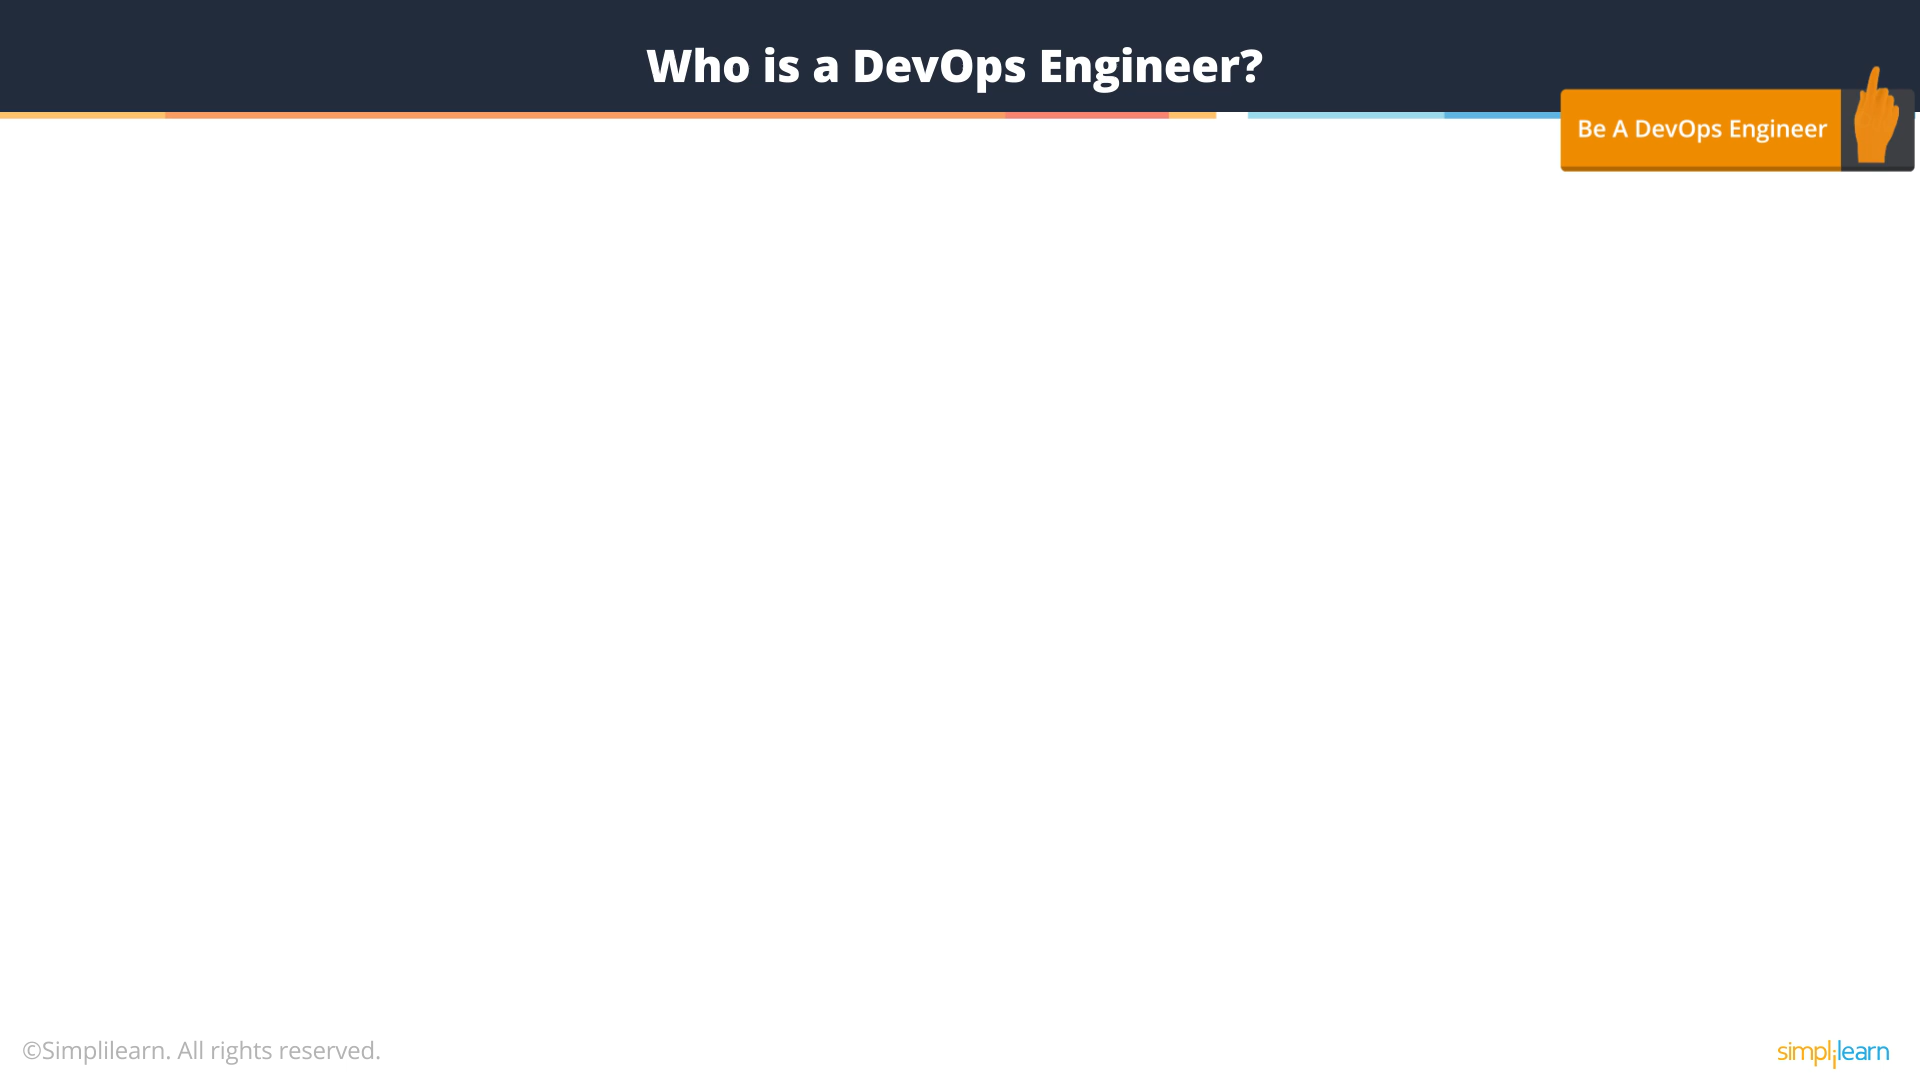 Who is a DevOps Engineer?
Be A DevOps Engineer
©Simplilearn. All rights reserved.
simplilearn